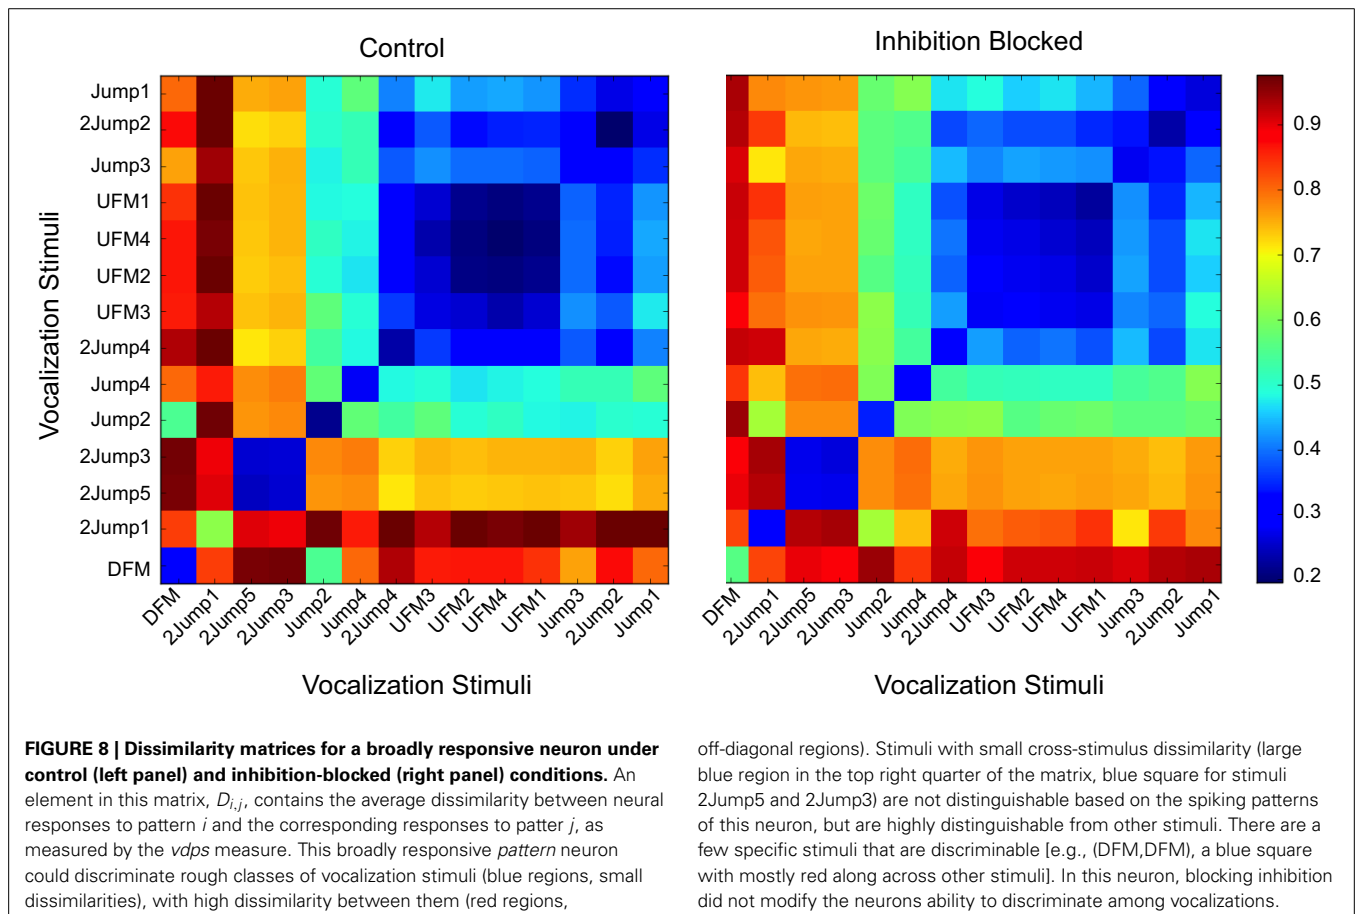 Control
Inhibition Blocked
Vocalization Stimuli
Jump1
2Jump2
Jump3
UFM1
UFM4
UFM2
UFM3
2Jump4
Jump4
Jump2
2Jump3
2Jump5
2Jump1
DFM
DFM
2Jump1
2Jump5
2Jump3
Jump2
Jump4
2Jump4
UFM3
UFM2
UFM4
UFM1
Jump3
2Jump2
Jump1
Vocalization Stimuli
DFM
2Jump1
2Jump5
2Jump3
Jump2
Jump4
2Jump4
UFM3
UFM2
UFM4
UFM1
Jump3
2Jump2
Jump1
Vocalization Stimuli
0.9
0.8
0.7
0.6
0.5
0.4
0.3
0.2
FIGURE 8 | Dissimilarity matrices for a broadly responsive neuron under
control (left panel) and inhibition-blocked (right panel) conditions. An
element in this matrix, Di,j, contains the average dissimilarity between neural
responses to pattern i and the corresponding responses to patter j, as
measured by the vdps measure. This broadly responsive pattern neuron
could discriminate rough classes of vocalization stimuli (blue regions, small
dissimilarities), with high dissimilarity between them (red regions,
off-diagonal regions). Stimuli with small cross-stimulus dissimilarity (large
blue region in the top right quarter of the matrix, blue square for stimuli
2Jump5 and 2Jump3) are not distinguishable based on the spiking patterns
of this neuron, but are highly distinguishable from other stimuli. There are a
few specific stimuli that are discriminable [e.g., (DFM,DFM), a blue square
with mostly red along across other stimuli]. In this neuron, blocking inhibition
did not modify the neurons ability to discriminate among vocalizations.